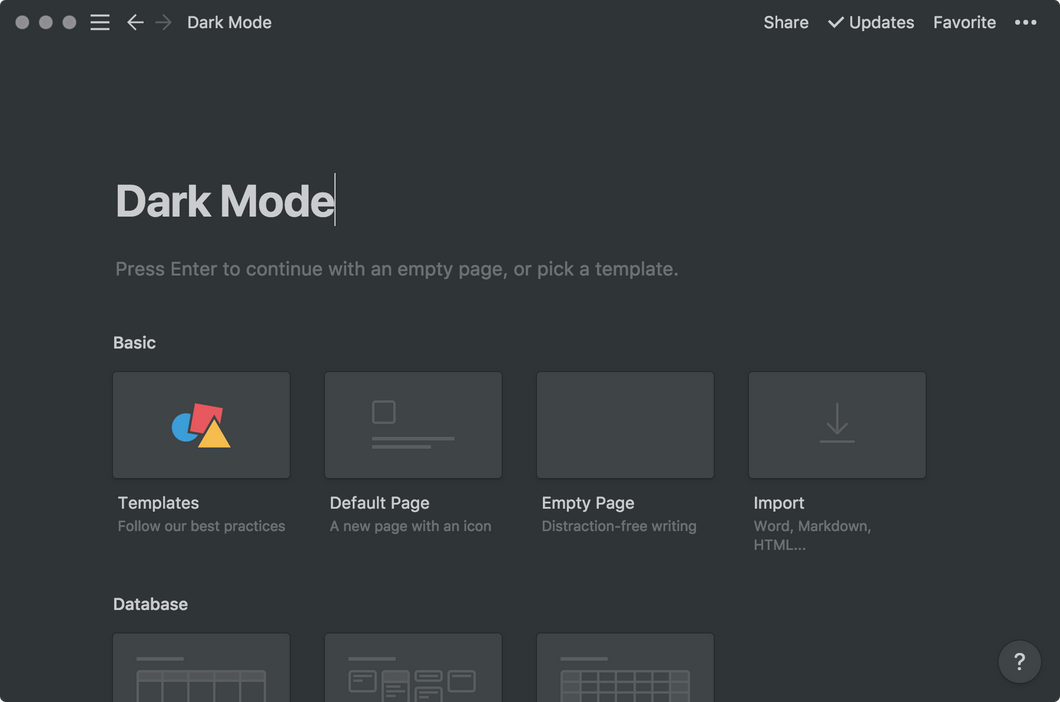 Dark Mode
Share
Updates
Favorite
Dark Mode
Press Enter to continue with an empty page, or pick a template.
Basic
Templates
Follow our best practices
Default Page
A new page with an icon
Empty Page
Distraction-free writing
Import
Word, Markdown,
HTML...
Database
?